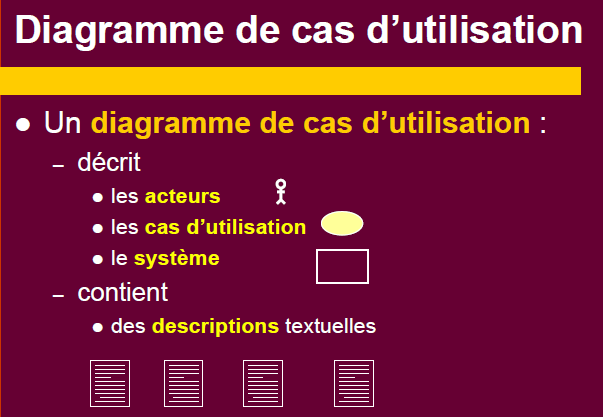 Diagramme de cas d’utilisation
● Un diagramme de cas d’utilisation :
– décrit
● les acteurs
● les cas d’utilisation
● le système
– contient
● des descriptions textuelles